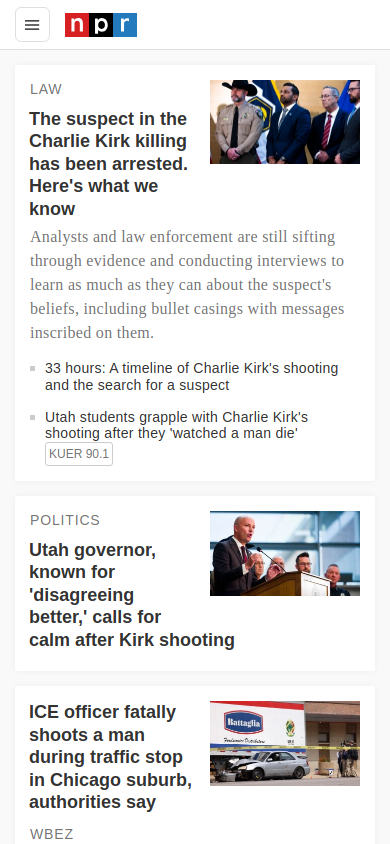 npr
LAW
The suspect in the
Charlie Kirk killing
has been arrested.
Here's what we
know
Analysts and law enforcement are still sifting
through evidence and conducting interviews to
learn as much as they can about the suspect's
beliefs, including bullet casings with messages
inscribed on them.
33 hours: A timeline of Charlie Kirk's shooting
and the search for a suspect
Utah students grapple with Charlie Kirk's
shooting after they 'watched a man die'
KUER 90.1
POLITICS
Utah governor,
known for
'disagreeing
better,' calls for
calm after Kirk shooting
ICE officer fatally
shoots a man
during traffic stop
in Chicago suburb,
authorities say
Battaglia
Foodservice Distributors
WBEZ